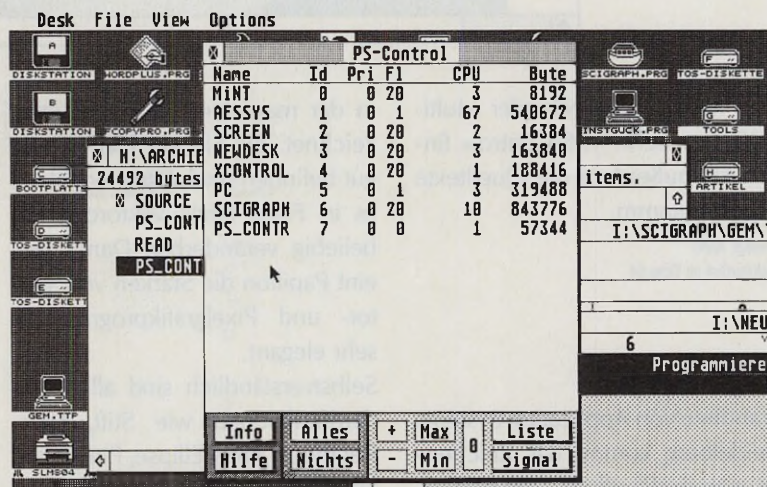 Desk File View Options
PS-Control
Name Id Pri Fl CPU Byte
MiNT 0 0 20 3 8192
AESSYS 1 0 1 67 540672
SCREEN 2 0 20 2 16384
NEWDESK 3 0 20 1 163840
XCONTROL 4 0 20 1 188416
PC 5 0 1 3 319488
SCIGRAPH 6 0 20 10 843776
PS_CONTR 7 0 0 1 57344
Info Alles + Max 0 Liste
Hilfe Nichts - Min Signal
A
DISKSTATION
WORDPLUS.PRG
B
DISKSTATION
FCOPYPRO.PRG
BOOTPLATTE
TOS-DISKETT
TOS-DISKETT
GEM.TTP
SLM804
H:\ARCHIE
24492 bytes
SOURCE
PS_CONT
READ
PS_CONT
SCIGRAPH.PRG
TOS-DISKETTE
INSTGUCK.PRG
TOOLS
ARTIKEL
items.
I:\SCIGRAPH\GEM\
I:\NEU
6
Programmiere